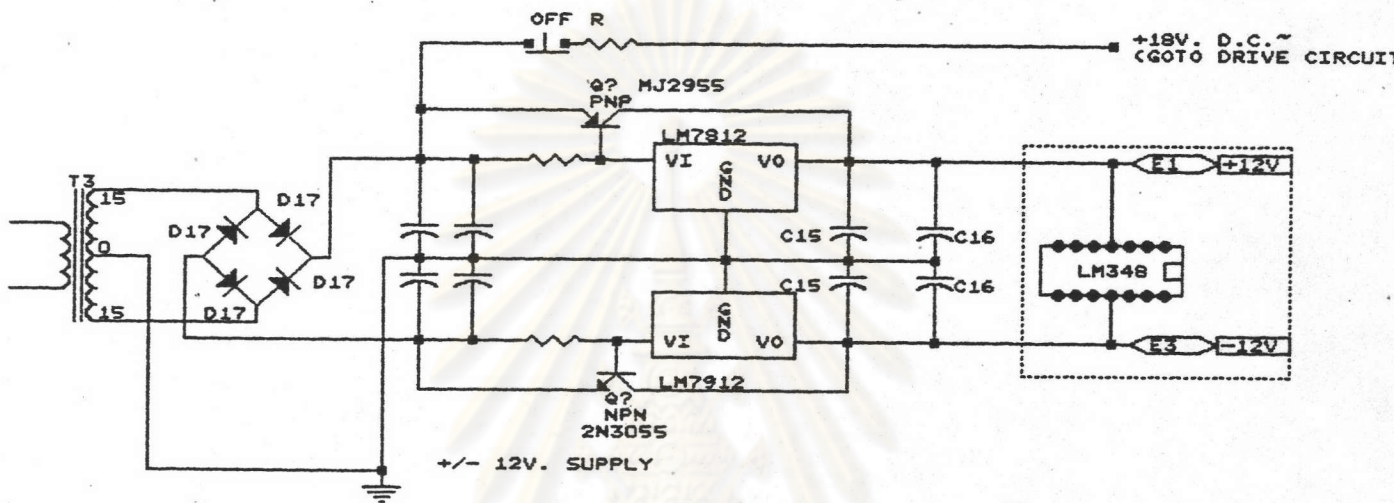 OFF R
+18V. D.C.~
(GOTO DRIVE CIRCUIT
Q? MJ2955
PNP
LM7812
VI
GND
VO
T3
15
D17
D17
E1
+12V
D17
0
C15
C16
LM348
D17
C15
C16
15
GND
VI
VO
E3
-12V
LM7912
Q?
NPN
2N3055
+/- 12V. SUPPLY